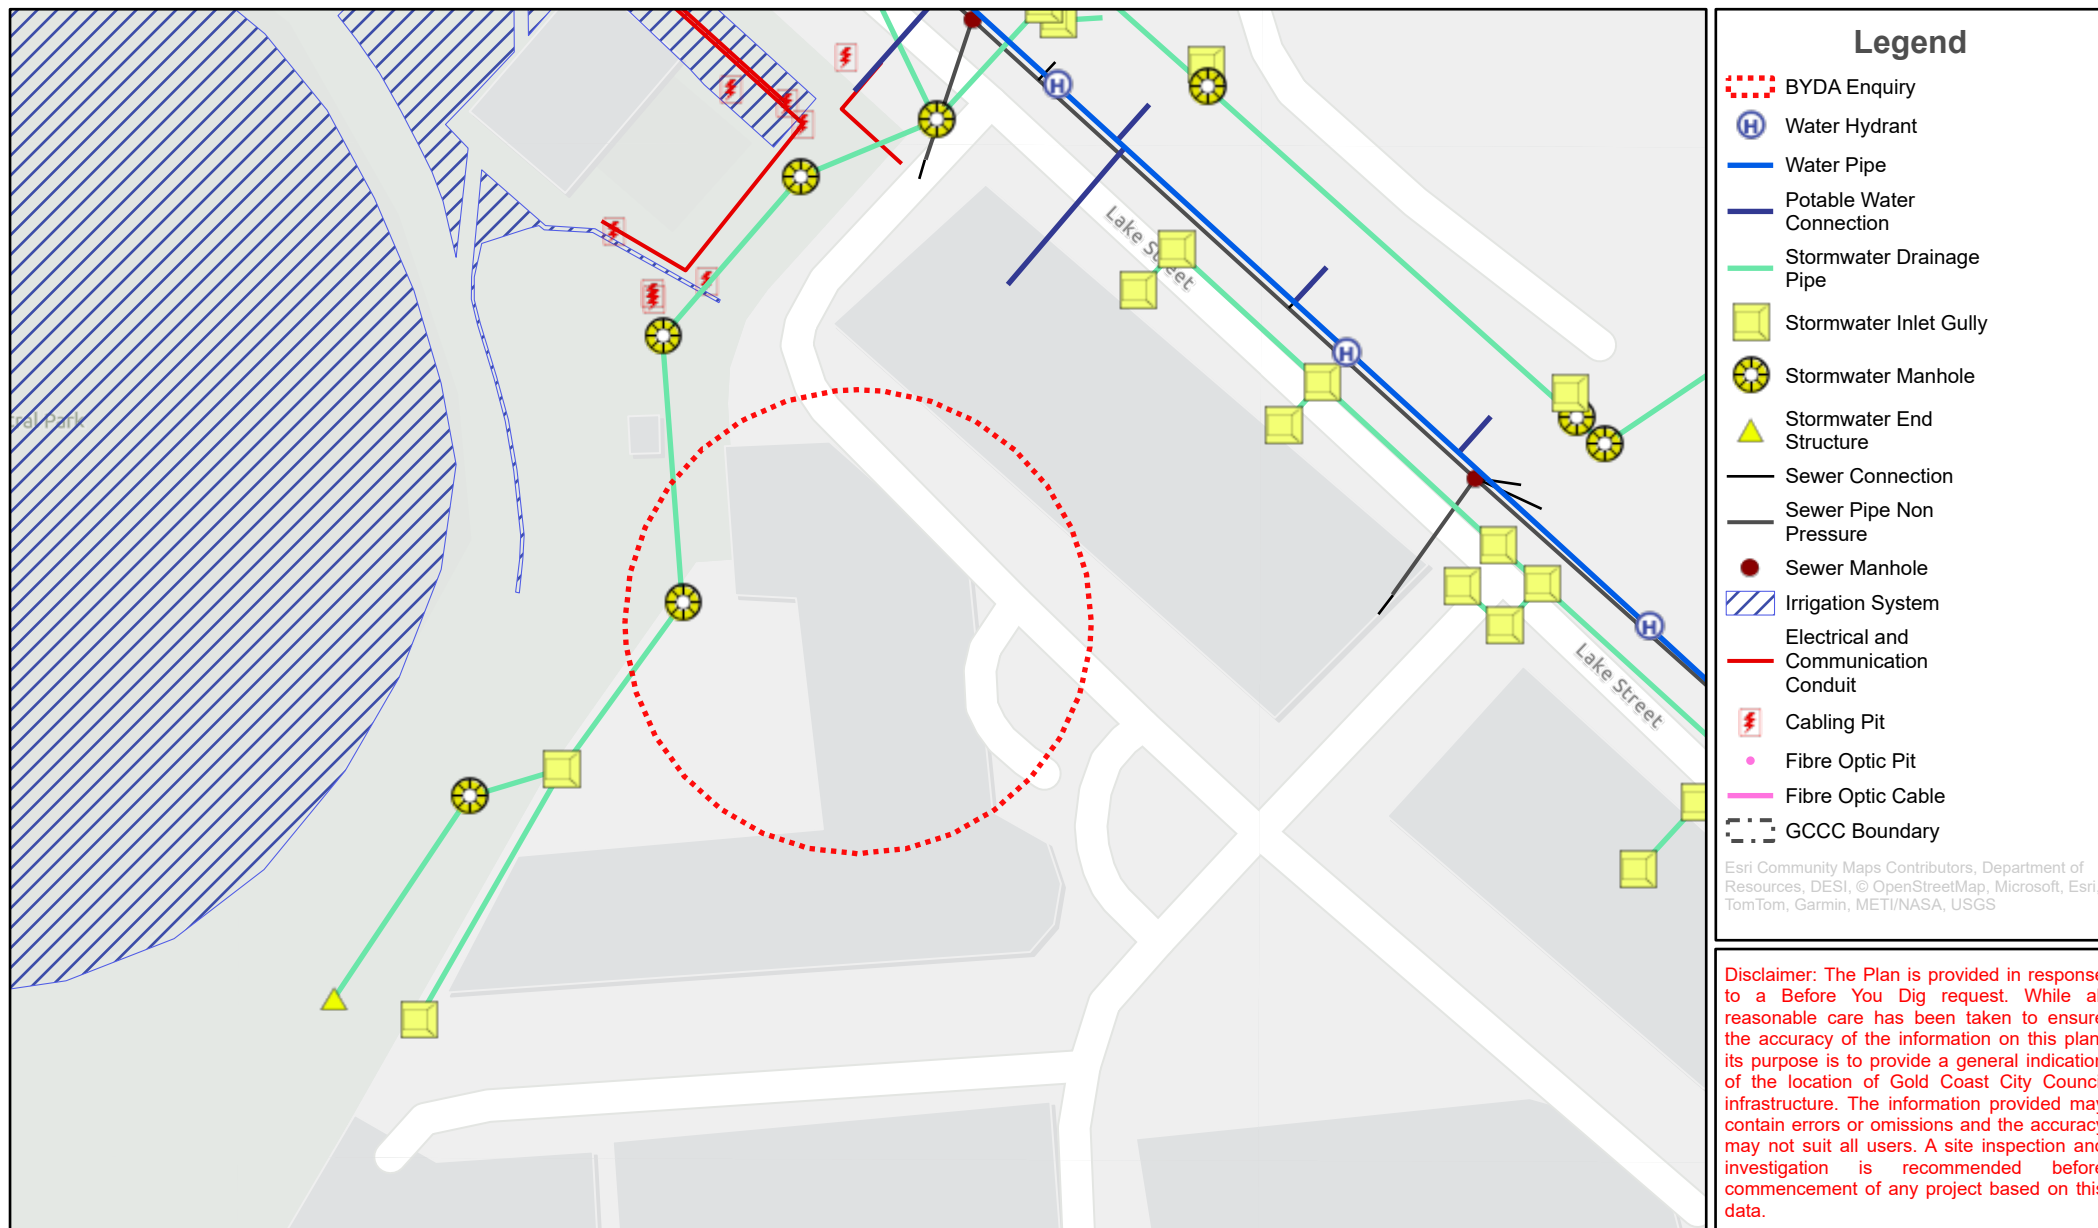 Lake Street
Lake Street
ral Park
H
H
H
Legend
BYDA Enquiry
H
Water Hydrant
Water Pipe
Potable Water
Connection
Stormwater Drainage
Pipe
Stormwater Inlet Gully
Stormwater Manhole
Stormwater End
Structure
Sewer Connection
Sewer Pipe Non
Pressure
Sewer Manhole
Irrigation System
Electrical and
Communication
Conduit
Cabling Pit
Fibre Optic Pit
Fibre Optic Cable
GCCC Boundary
Esri Community Maps Contributors, Department of
Resources, DESI, © OpenStreetMap, Microsoft, Esri,
TomTom, Garmin, METI/NASA, USGS
Disclaimer: The Plan is provided in response
to a Before You Dig request. While al
reasonable care has been taken to ensure
the accuracy of the information on this plan
its purpose is to provide a general indication
of the location of Gold Coast City Counci
infrastructure. The information provided may
contain errors or omissions and the accuracy
may not suit all users. A site inspection and
investigation is recommended before
commencement of any project based on this
data.